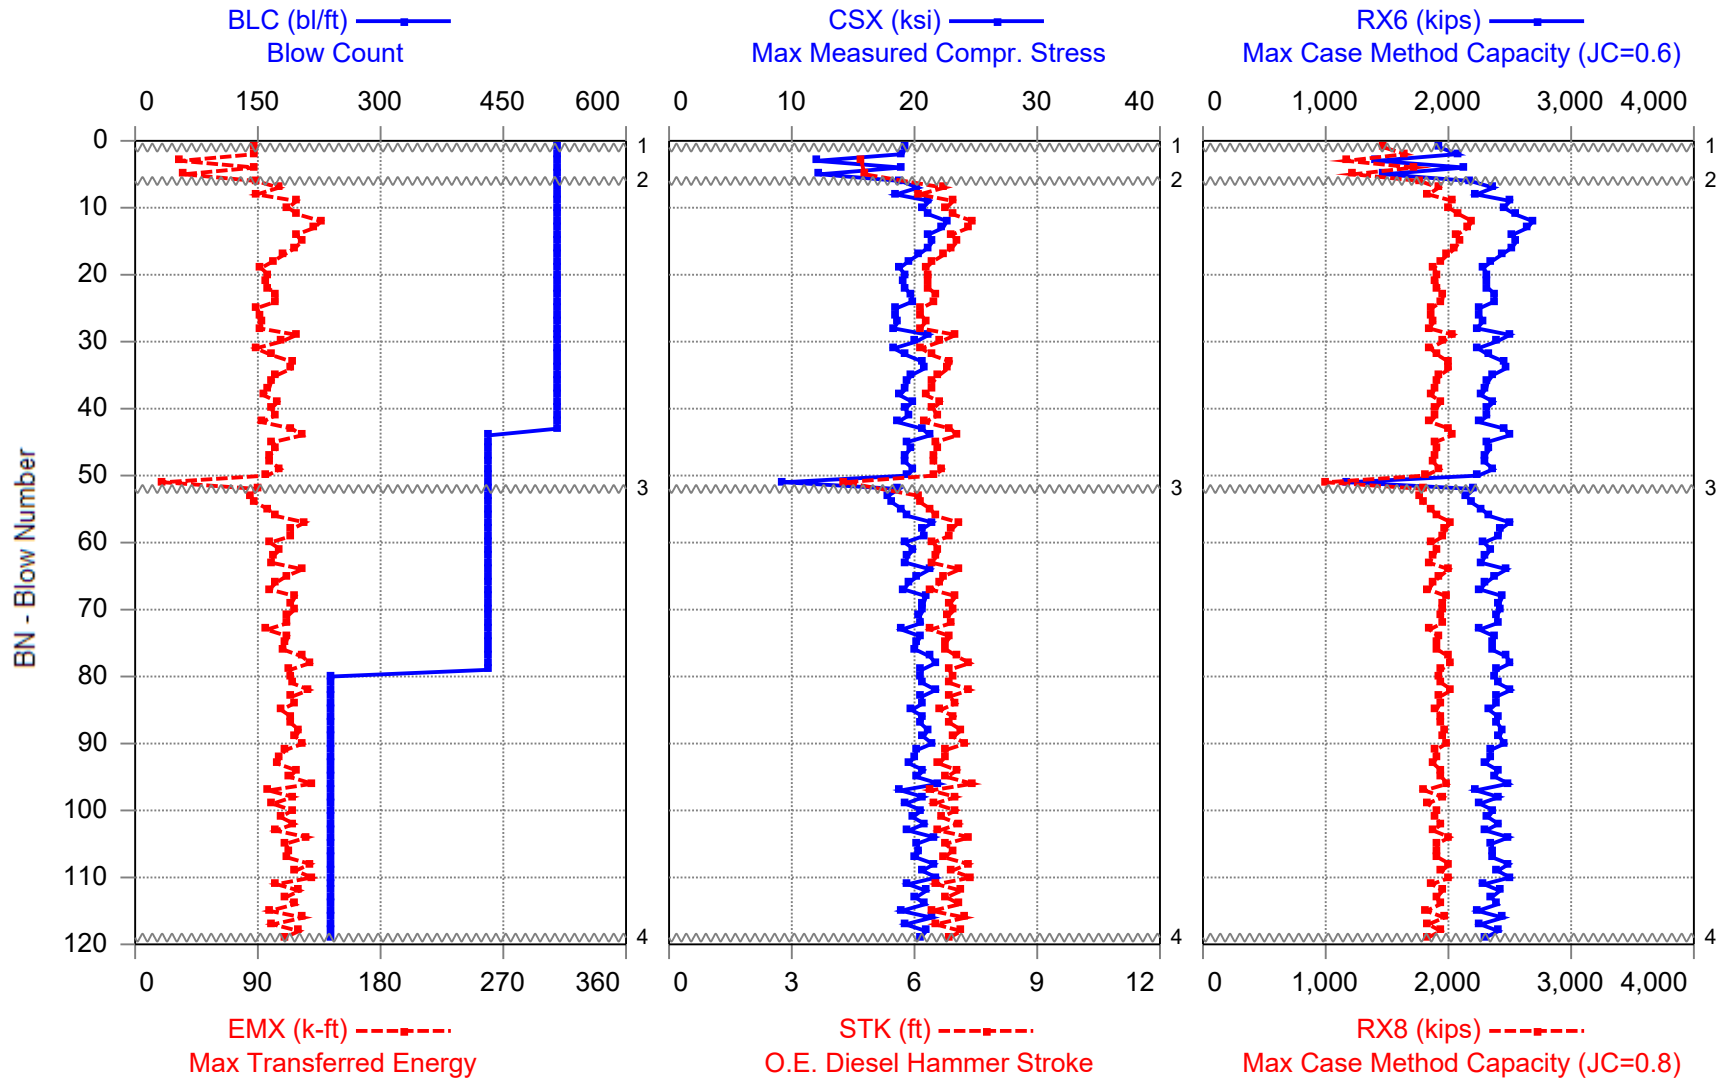 BLC (bl/ft)
Blow Count
CSX (ksi)
Max Measured Compr. Stress
RX6 (kips)
Max Case Method Capacity (JC=0.6)
0 150 300 450 600
0 10 20 30 40
0 1,000 2,000 3,000 4,000
BN - Blow Number
0
10
20
30
40
50
60
70
80
90
100
110
120
1
2
3
4
1
2
3
4
1
2
3
4
0 90 180 270 360
0 3 6 9 12
0 1,000 2,000 3,000 4,000
EMX (k-ft)
Max Transferred Energy
STK (ft)
O.E. Diesel Hammer Stroke
RX8 (kips)
Max Case Method Capacity (JC=0.8)